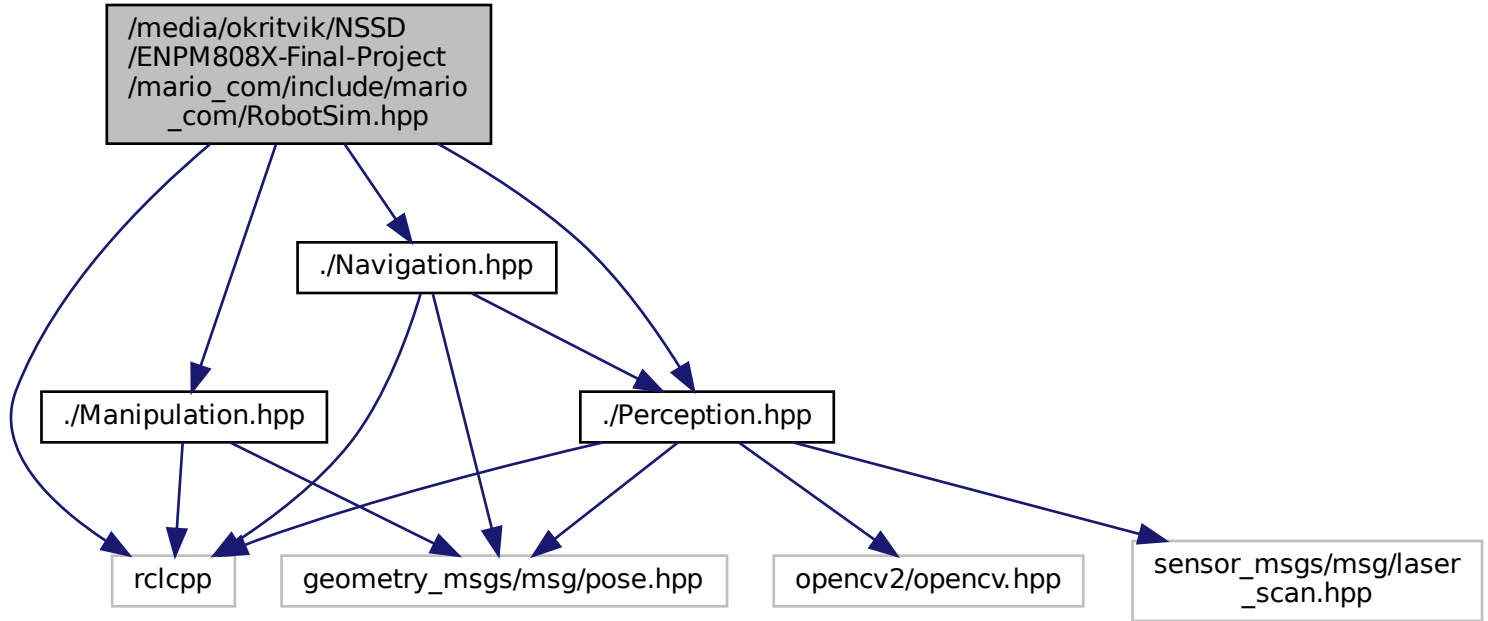 /media/okritvik/NSSD
/ENPM808X-Final-Project
/mario_com/include/mario
_com/RobotSim.hpp
./Navigation.hpp
./Manipulation.hpp
./Perception.hpp
rclcpp
geometry_msgs/msg/pose.hpp
opencv2/opencv.hpp
sensor_msgs/msg/laser
_scan.hpp